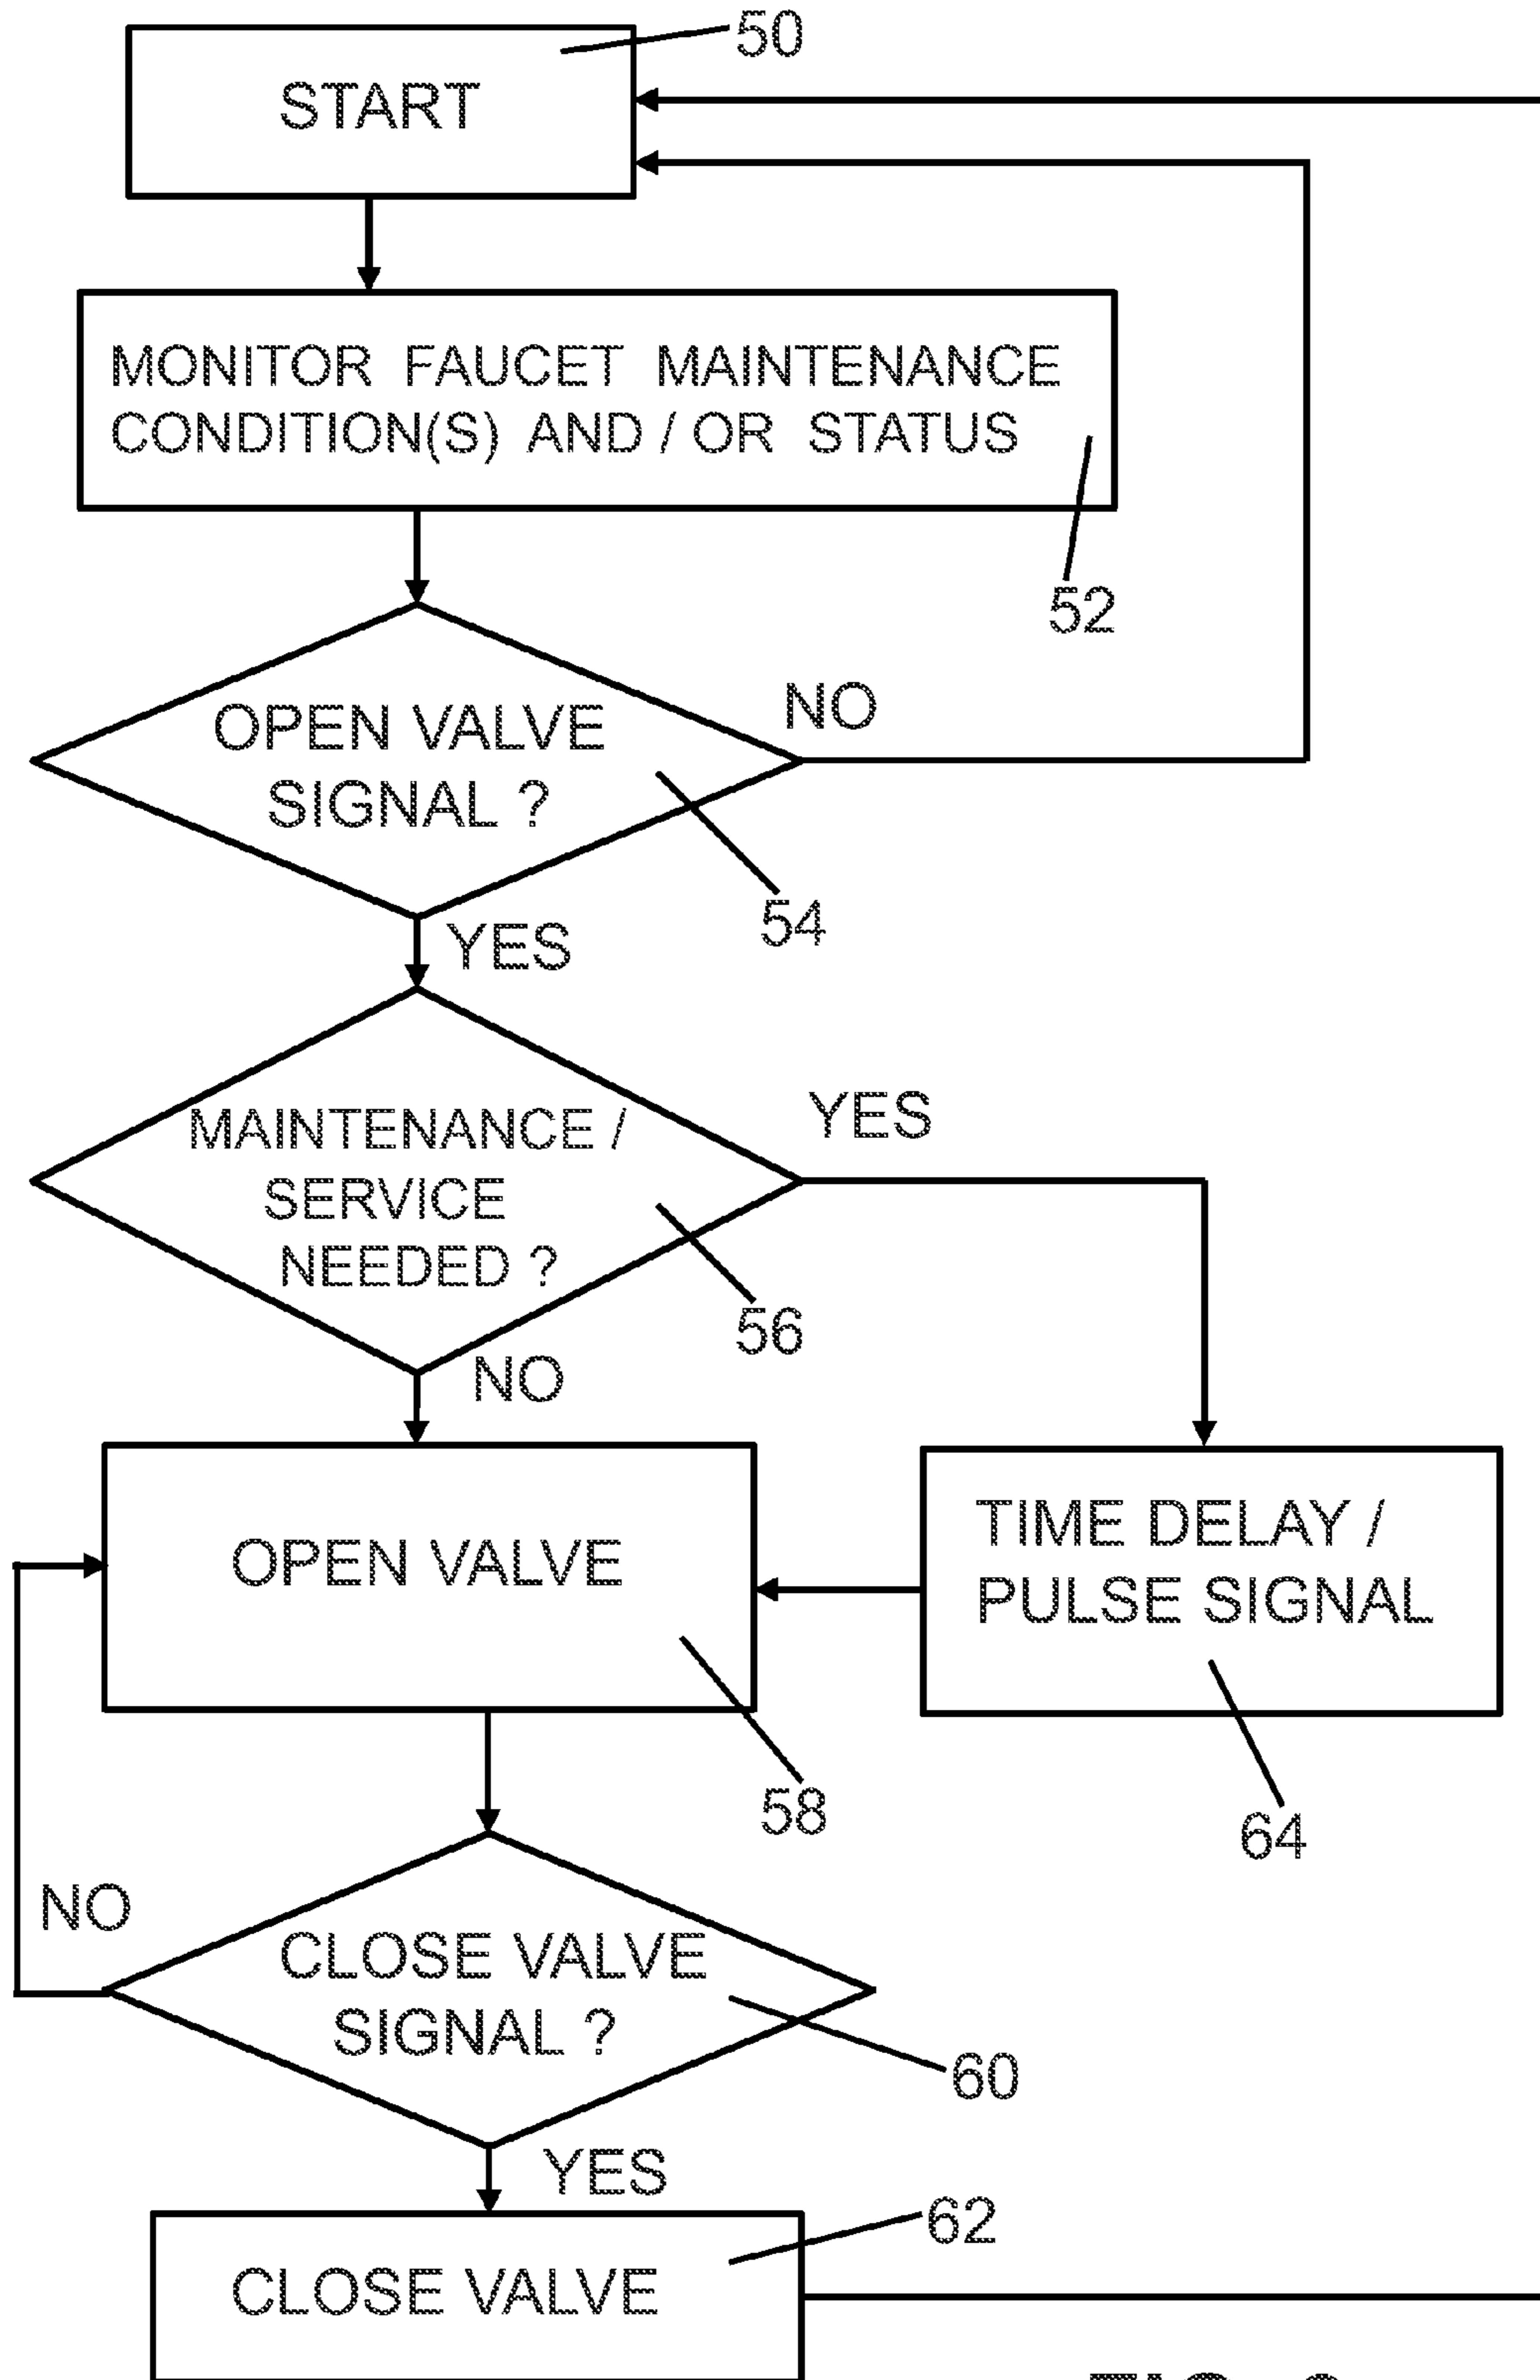 START
50
MONITOR FAUCET MAINTENANCE
CONDITION(S) AND / OR STATUS
52
OPEN VALVE
SIGNAL ?
NO
54
YES
MAINTENANCE /
SERVICE
NEEDED ?
YES
56
NO
OPEN VALVE
TIME DELAY /
PULSE SIGNAL
58
64
NO
CLOSE VALVE
SIGNAL ?
60
YES
62
CLOSE VALVE